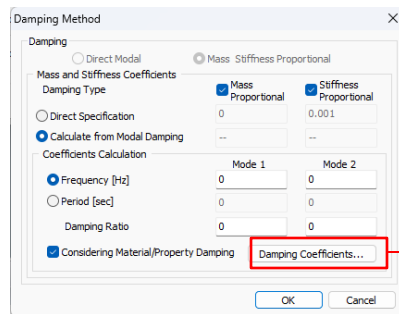 Damping Method
Damping
Direct Modal Mass Stiffness Proportional
Mass and Stiffness Coefficients
Damping Type Mass Proportional Stiffness Proportional
Direct Specification 0 0.001
Calculate from Modal Damping -- --
Coefficients Calculation
Mode 1 Mode 2
Frequency [Hz] 0 0
Period [sec] 0 0
Damping Ratio 0 0
Considering Material/Property Damping Damping Coefficients...
OK Cancel